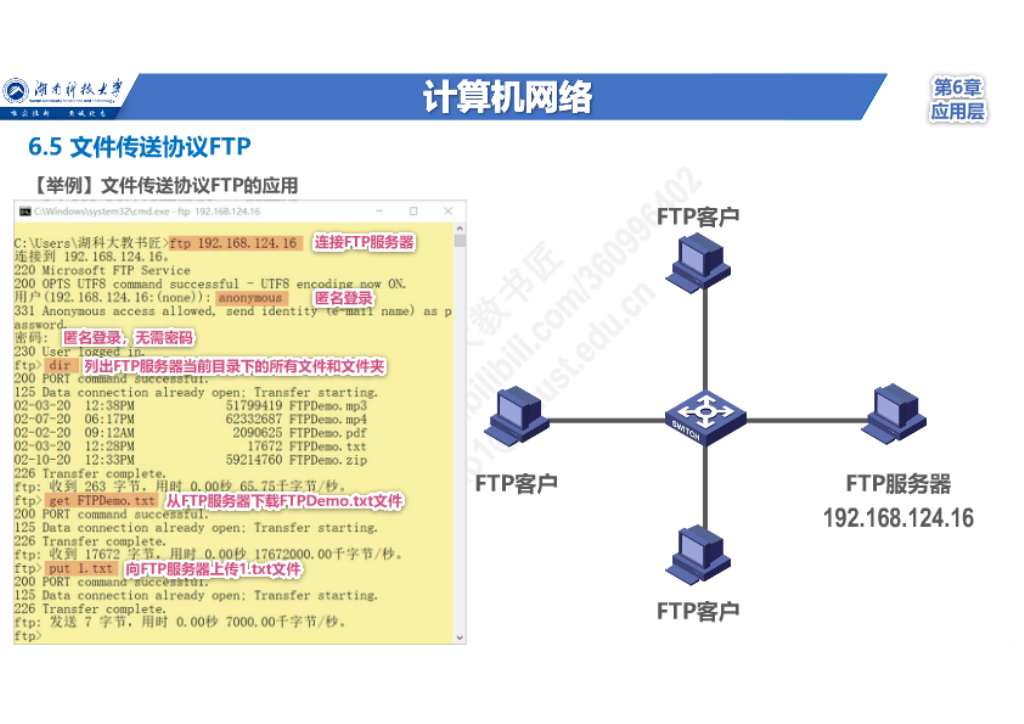 湖南科技大学
计算机网络
第6章
应用层
6.5 文件传送协议FTP
【举例】文件传送协议FTP的应用
C:\Windows\system32\cmd.exe - ftp 192.168.124.16
C:\Users\湖科大教书匠>ftp 192.168.124.16 连接FTP服务器
连接到 192.168.124.16。
220 Microsoft FTP Service
200 OPTS UTF8 command successful - UTF8 encoding now ON.
用户(192.168.124.16:(none)): anonymous 匿名登录
331 Anonymous access allowed, send identity (e-mail name) as p
assword.
密码: 匿名登录，无需密码
230 User logged in.
ftp> dir 列出FTP服务器当前目录下的所有文件和文件夹
200 PORT command successful.
125 Data connection already open; Transfer starting.
02-03-20 12:38PM 51799419 FTPDemo.mp3
02-07-20 06:17PM 62332687 FTPDemo.mp4
02-02-20 09:12AM 2090625 FTPDemo.pdf
02-03-20 12:28PM 17672 FTPDemo.txt
02-10-20 12:33PM 59214760 FTPDemo.zip
226 Transfer complete.
ftp: 收到 263 字节，用时 0.00秒 65.75千字节/秒。
ftp> get FTPDemo.txt 从FTP服务器下载FTPDemo.txt文件
200 PORT command successful.
125 Data connection already open; Transfer starting.
226 Transfer complete.
ftp: 收到 17672 字节，用时 0.00秒 17672000.00千字节/秒。
ftp> put 1.txt 向FTP服务器上传1.txt文件
200 PORT command successful.
125 Data connection already open; Transfer starting.
226 Transfer complete.
ftp: 发送 7 字节，用时 0.00秒 7000.00千字节/秒。
ftp>
FTP客户
SWITCH
FTP客户
FTP服务器
192.168.124.16
FTP客户